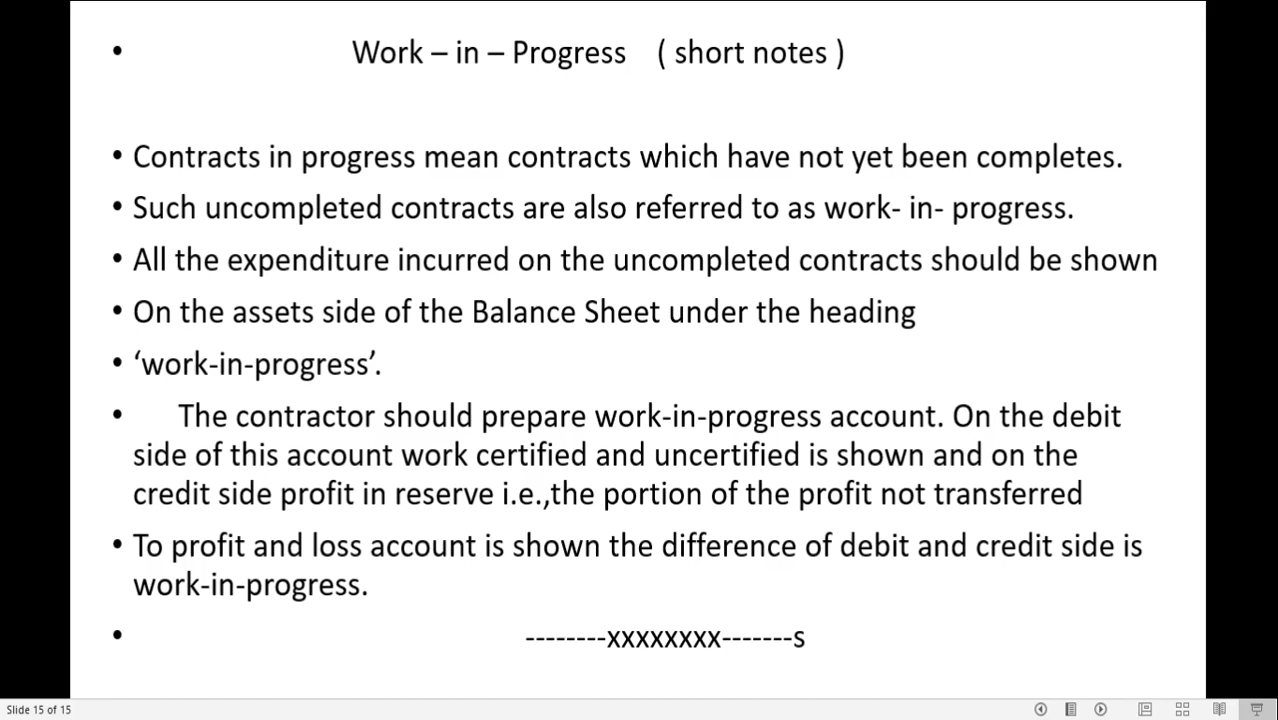 • Work – in – Progress ( short notes )
• Contracts in progress mean contracts which have not yet been completes.
• Such uncompleted contracts are also referred to as work- in- progress.
• All the expenditure incurred on the uncompleted contracts should be shown
• On the assets side of the Balance Sheet under the heading
• ‘work-in-progress’.
• The contractor should prepare work-in-progress account. On the debit
side of this account work certified and uncertified is shown and on the
credit side profit in reserve i.e.,the portion of the profit not transferred
• To profit and loss account is shown the difference of debit and credit side is
work-in-progress.
• --------xxxxxxxx-------s
Slide 15 of 15